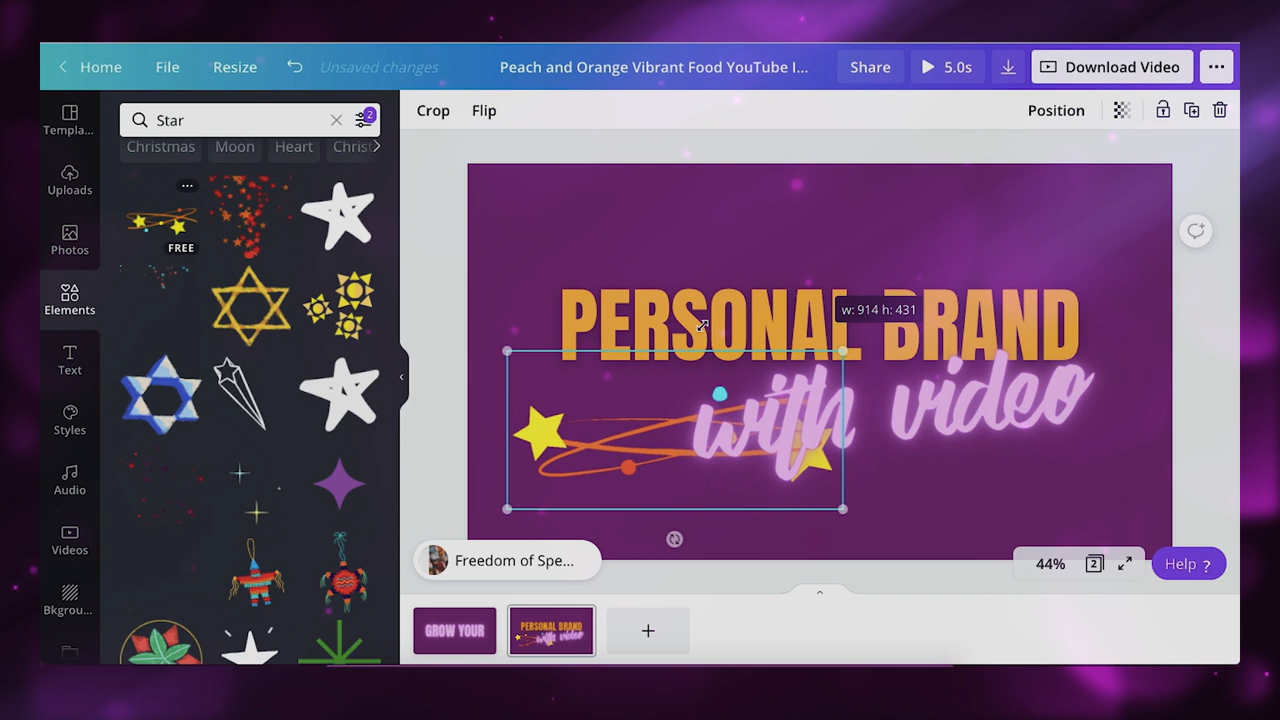 Home File Resize Unsaved changes Peach and Orange Vibrant Food YouTube I... Share 5.0s Download Video
Templa...
Uploads
Photos
Elements
Text
Styles
Audio
Videos
Bkgrou...
Star 2
Christmas Moon Heart Christ
FREE
Crop Flip Position
PERSONAL BRAND
w: 914 h: 431
with video
Freedom of Spe...
44% 2 Help ?
GROW YOUR
PERSONAL BRAND
with video